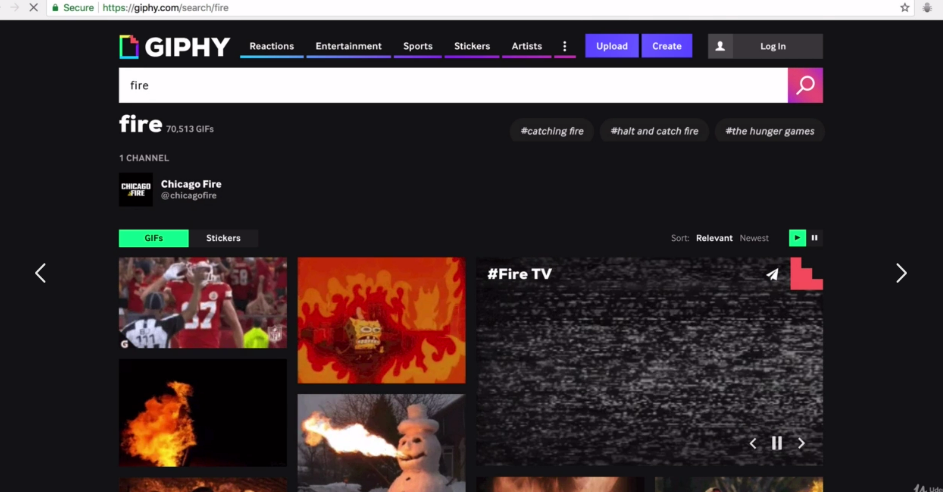 Secure https://giphy.com/search/fire
GIPHY Reactions Entertainment Sports Stickers Artists Upload Create Log In
fire
fire 70,513 GIFs #catching fire #halt and catch fire #the hunger games
1 CHANNEL
CHICAGO FIRE
Chicago Fire
@chicagofire
GIFs Stickers Sort: Relevant Newest
#Fire TV
87
NFL